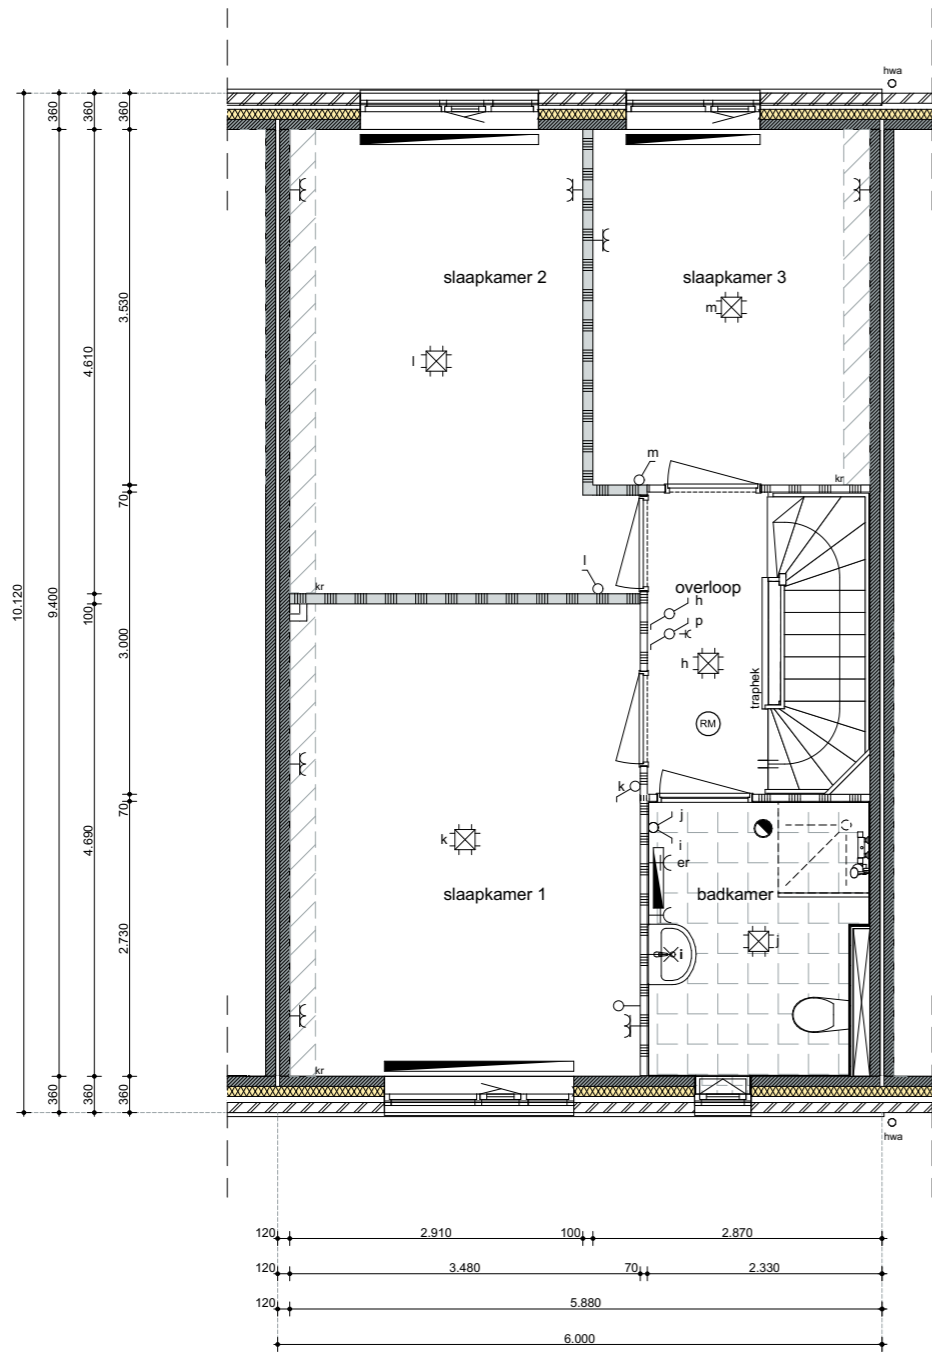 hwa
360
360
360
slaapkamer 2
slaapkamer 3
m
l
3.530
4.610
m
kr
70
l
overloop
kr
10.120
9.400
100
3.000
h
p
h
traphek
RM
k
70
j
i
k
er
4.690
slaapkamer 1
badkamer
2.730
j
i
kr
360
360
360
hwa
120
2.910
100
2.870
120
3.480
70
2.330
120
5.880
6.000